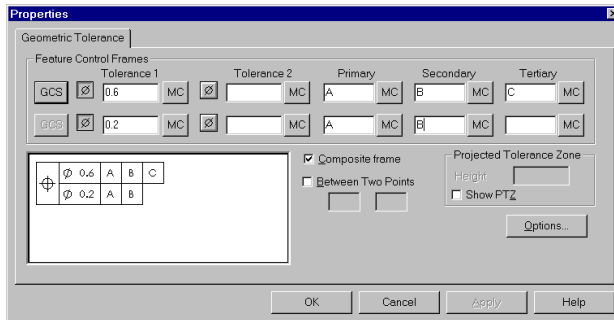 Properties
Geometric Tolerance
Feature Control Frames
Tolerance 1 Tolerance 2 Primary Secondary Tertiary
GCS Ø 0.6 MC Ø MC A MC B MC C MC
GCS Ø 0.2 MC Ø MC A MC B MC MC
⌖ Ø 0.6 A B C
Ø 0.2 A B
Composite frame
Between Two Points
Projected Tolerance Zone
Height
Show PTZ
Options...
OK Cancel Apply Help